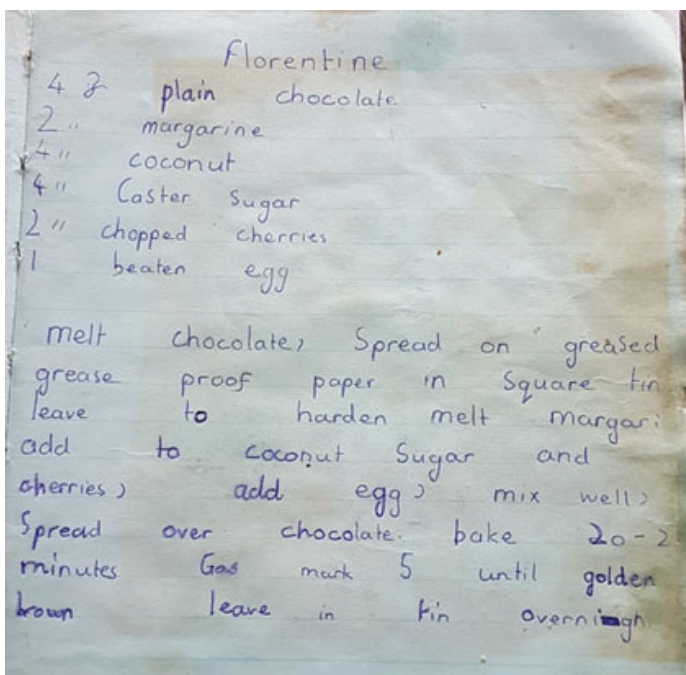 Florentine
4 oz plain chocolate
2 " margarine
4 " coconut
4 " Caster Sugar
2 " chopped cherries
1 beaten egg
melt chocolate, Spread on greased
grease proof paper in Square tin
leave to harden melt margari
add to coconut Sugar and
cherries, add egg, mix well,
Spread over chocolate. bake 20-2
minutes Gas mark 5 until golden
brown leave in tin overnigh